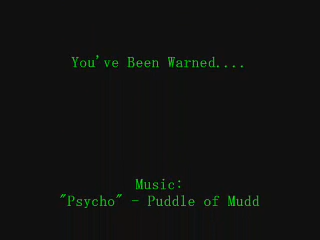 You've Been Warned....
Music:
"Psycho" - Puddle of Mudd